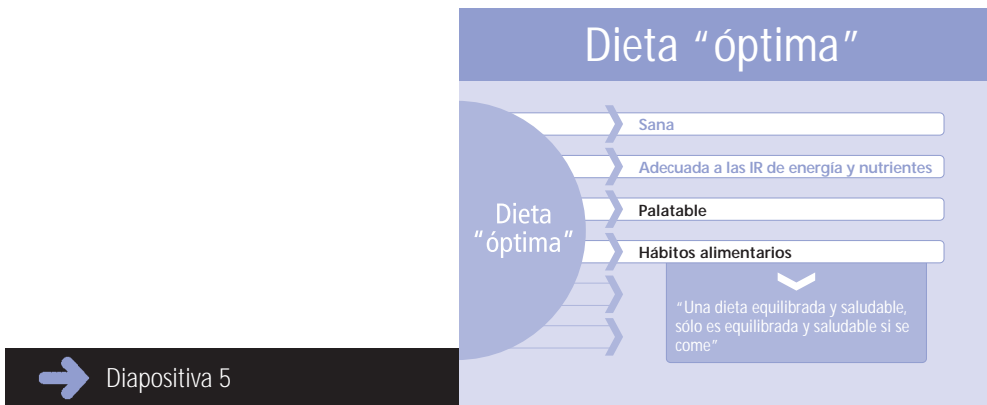 Dieta “óptima”
Sana
Adecuada a las IR de energía y nutrientes
Palatable
Hábitos alimentarios
Dieta
“óptima”
“Una dieta equilibrada y saludable,
sólo es equilibrada y saludable si se
come”
Diapositiva 5